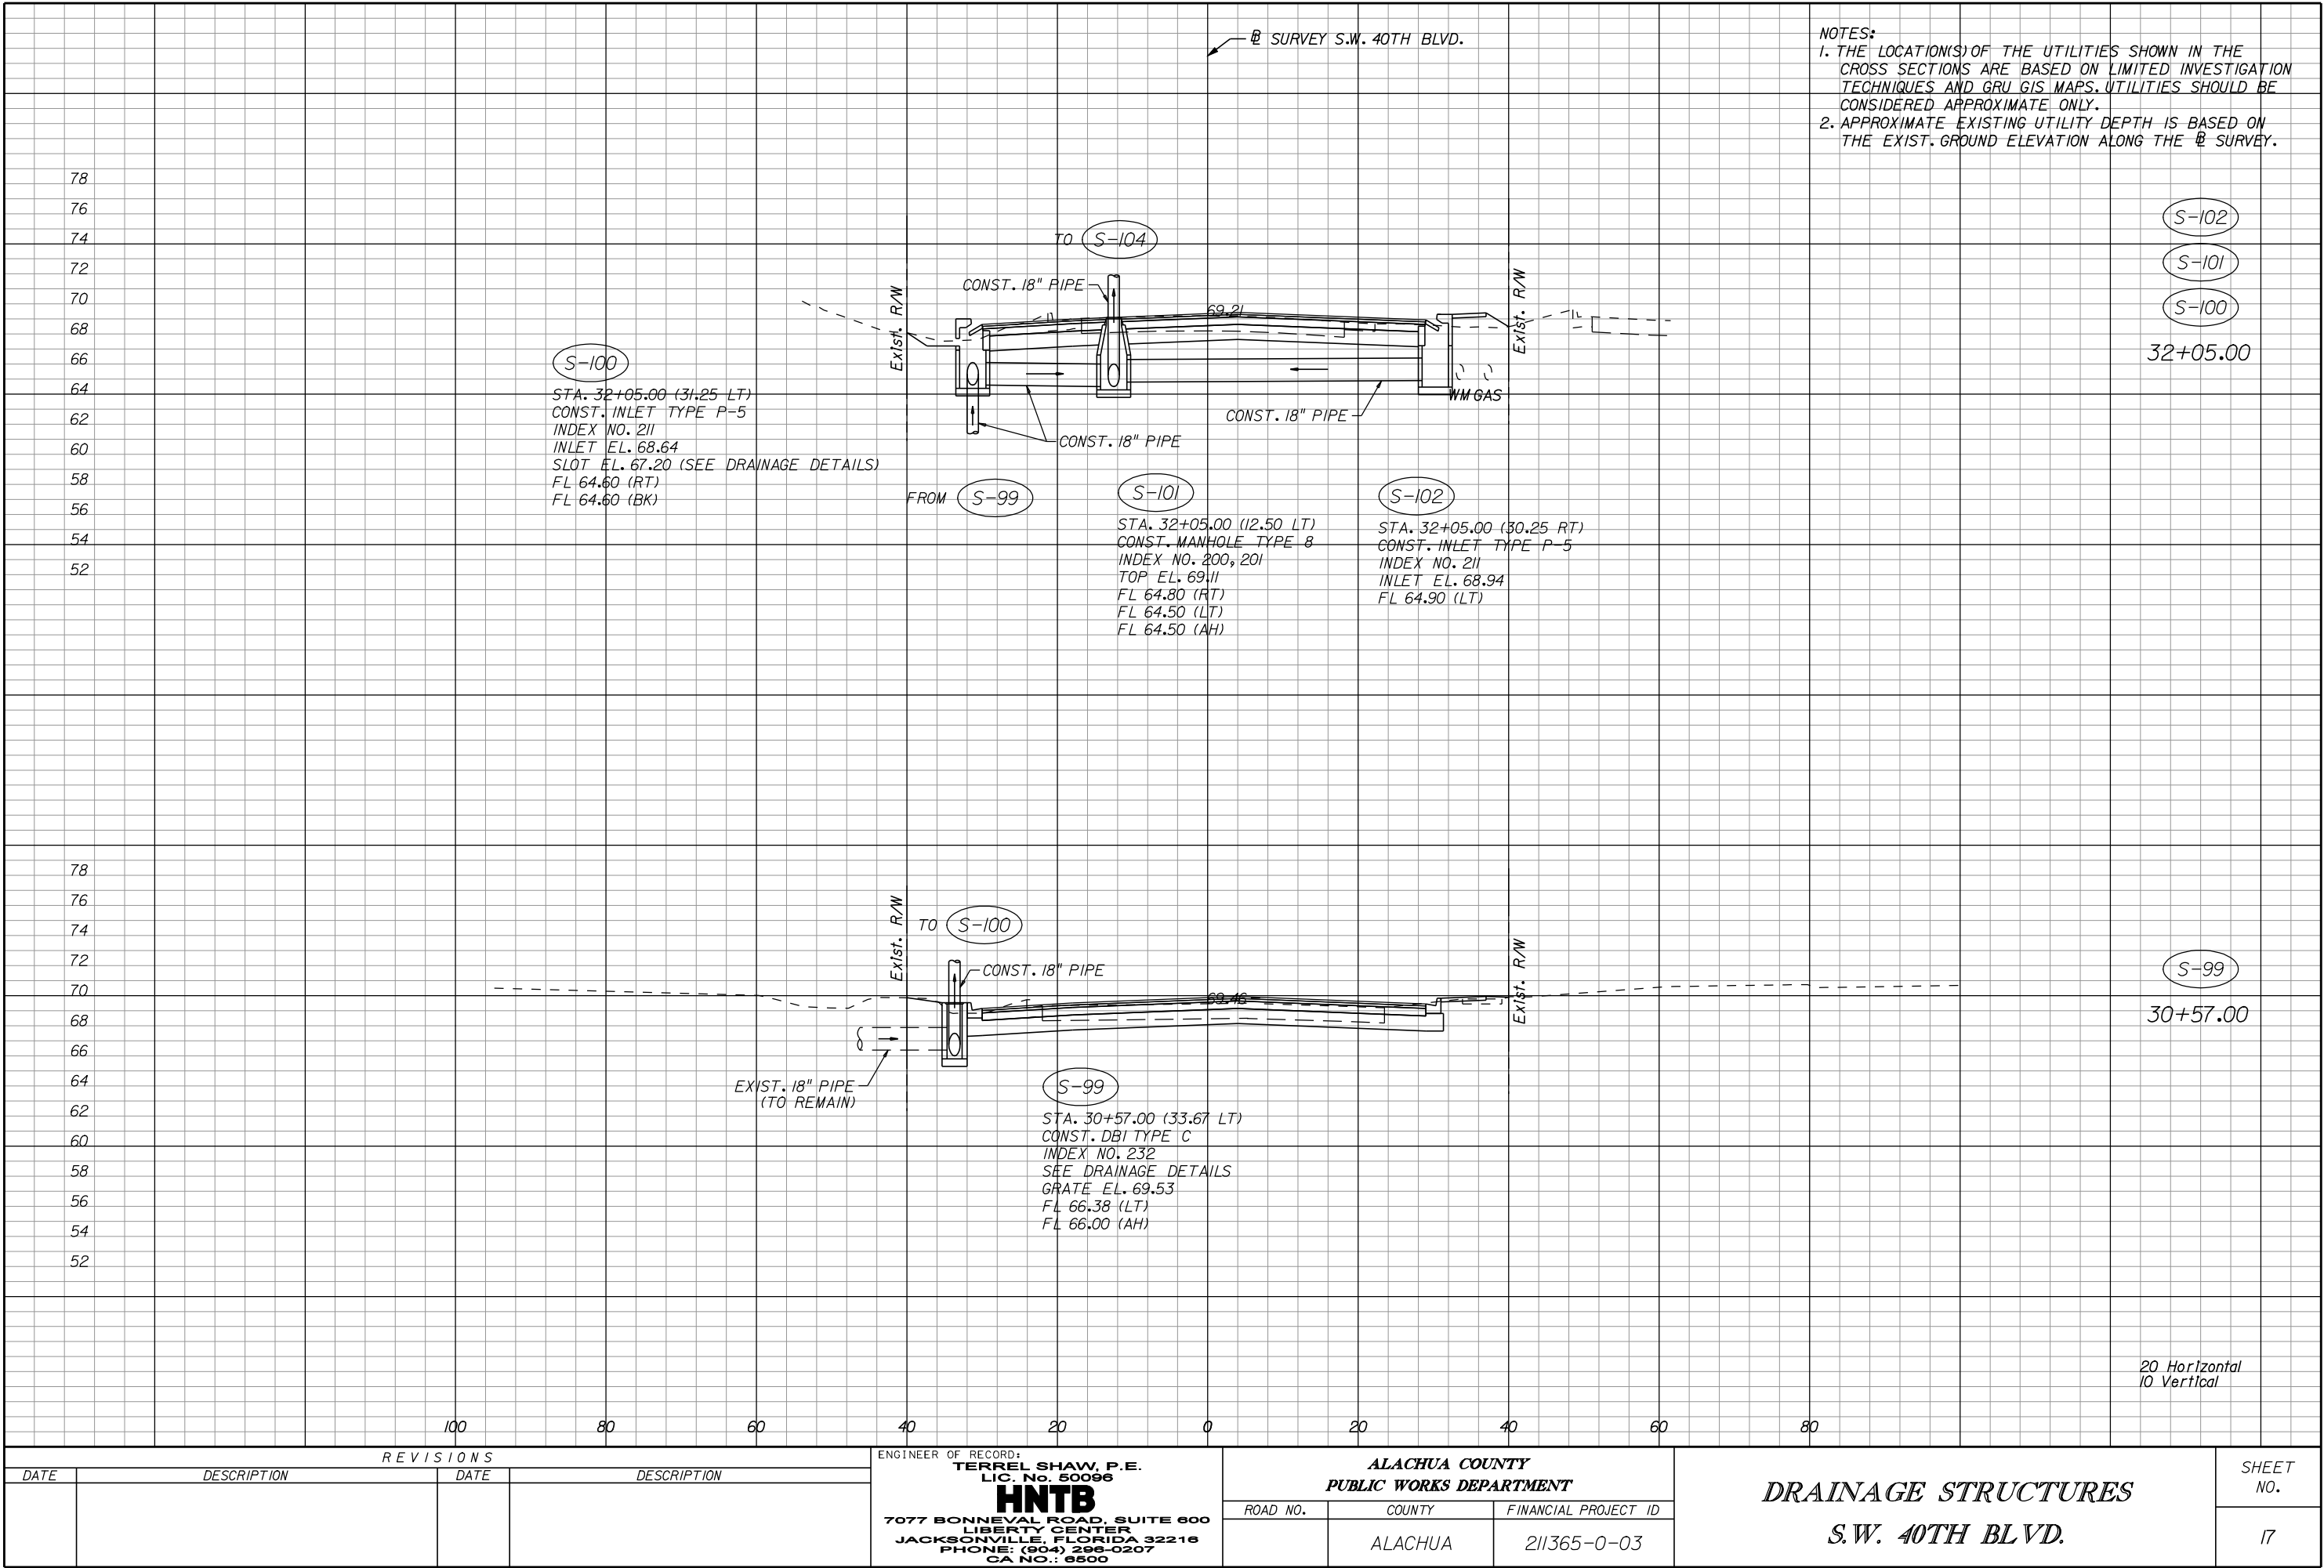 ℄ SURVEY S.W. 40TH BLVD.
NOTES:
1. THE LOCATION(S) OF THE UTILITIES SHOWN IN THE
CROSS SECTIONS ARE BASED ON LIMITED INVESTIGATION
TECHNIQUES AND GRU GIS MAPS. UTILITIES SHOULD BE
CONSIDERED APPROXIMATE ONLY.
2. APPROXIMATE EXISTING UTILITY DEPTH IS BASED ON
THE EXIST. GROUND ELEVATION ALONG THE ℄ SURVEY.
78
76
74
72
70
68
66
64
62
60
58
56
54
52
TO S-104
CONST. 18" PIPE
Exist. R/W
69.21
Exist. R/W
S-102
S-101
S-100
32+05.00
S-100
STA. 32+05.00 (31.25 LT)
CONST. INLET TYPE P-5
INDEX NO. 211
INLET EL. 68.64
SLOT EL. 67.20 (SEE DRAINAGE DETAILS)
FL 64.60 (RT)
FL 64.60 (BK)
WM GAS
CONST. 18" PIPE
CONST. 18" PIPE
FROM S-99
S-101
STA. 32+05.00 (12.50 LT)
CONST. MANHOLE TYPE 8
INDEX NO. 200, 201
TOP EL. 69.11
FL 64.80 (RT)
FL 64.50 (LT)
FL 64.50 (AH)
S-102
STA. 32+05.00 (30.25 RT)
CONST. INLET TYPE P-5
INDEX NO. 211
INLET EL. 68.94
FL 64.90 (LT)
78
76
74
72
70
68
66
64
62
60
58
56
54
52
Exist. R/W
TO S-100
CONST. 18" PIPE
69.46
Exist. R/W
S-99
30+57.00
EXIST. 18" PIPE
(TO REMAIN)
S-99
STA. 30+57.00 (33.67 LT)
CONST. DBI TYPE C
INDEX NO. 232
SEE DRAINAGE DETAILS
GRATE EL. 69.53
FL 66.38 (LT)
FL 66.00 (AH)
20 Horizontal
10 Vertical
100 80 60 40 20 0 20 40 60 80
REVISIONS
DATE DESCRIPTION DATE DESCRIPTION
ENGINEER OF RECORD:
TERREL SHAW, P.E.
LIC. No. 50096
HNTB
7077 BONNEVAL ROAD, SUITE 600
LIBERTY CENTER
JACKSONVILLE, FLORIDA 32216
PHONE: (904) 296-0207
CA NO.: 6500
ALACHUA COUNTY
PUBLIC WORKS DEPARTMENT
ROAD NO. COUNTY FINANCIAL PROJECT ID
ALACHUA 211365-0-03
DRAINAGE STRUCTURES
S.W. 40TH BLVD.
SHEET
NO.
17